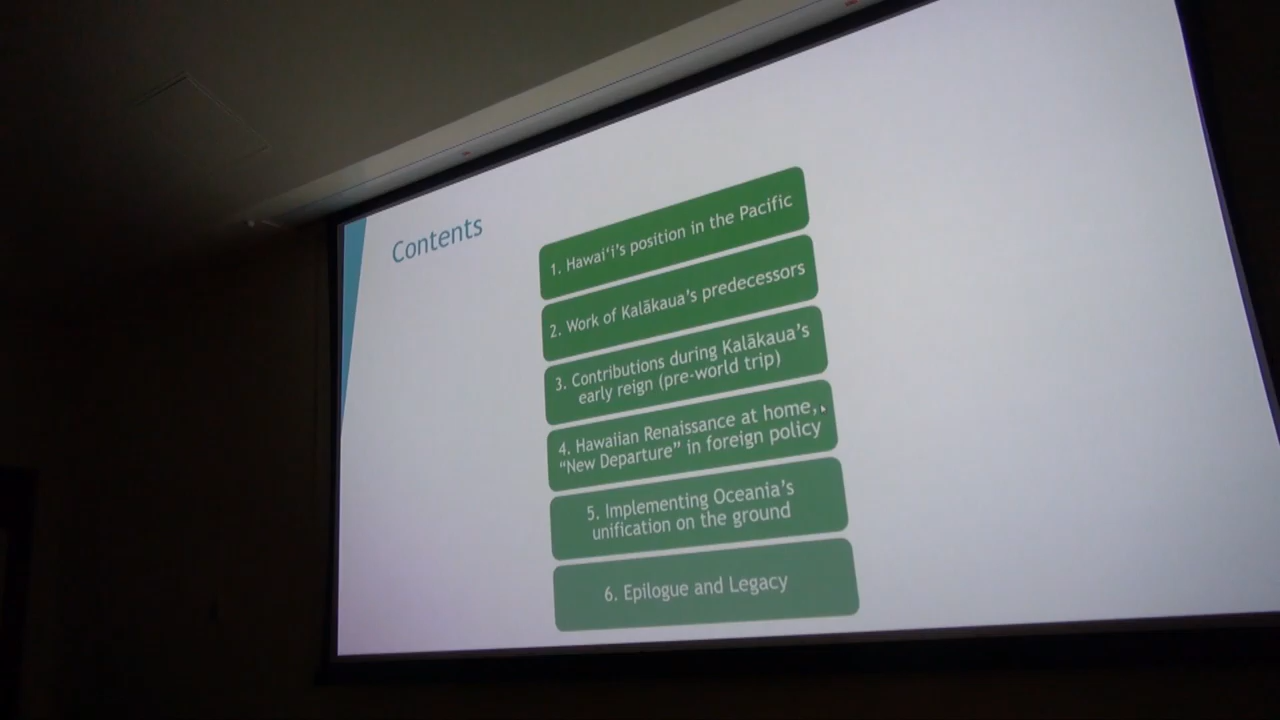 Contents
1. Hawaiʻi’s position in the Pacific
2. Work of Kalākaua’s predecessors
3. Contributions during Kalākaua’s
early reign (pre-world trip)
4. Hawaiian Renaissance at home,
“New Departure” in foreign policy
5. Implementing Oceania’s
unification on the ground
6. Epilogue and Legacy